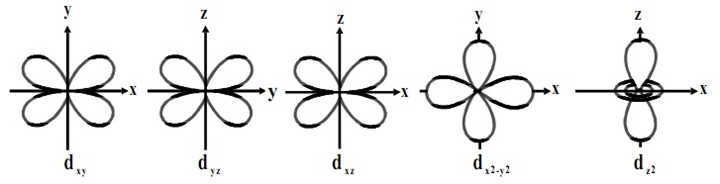 y z z y z
x y x x x
d xy d yz d xz d x2-y2 d z2